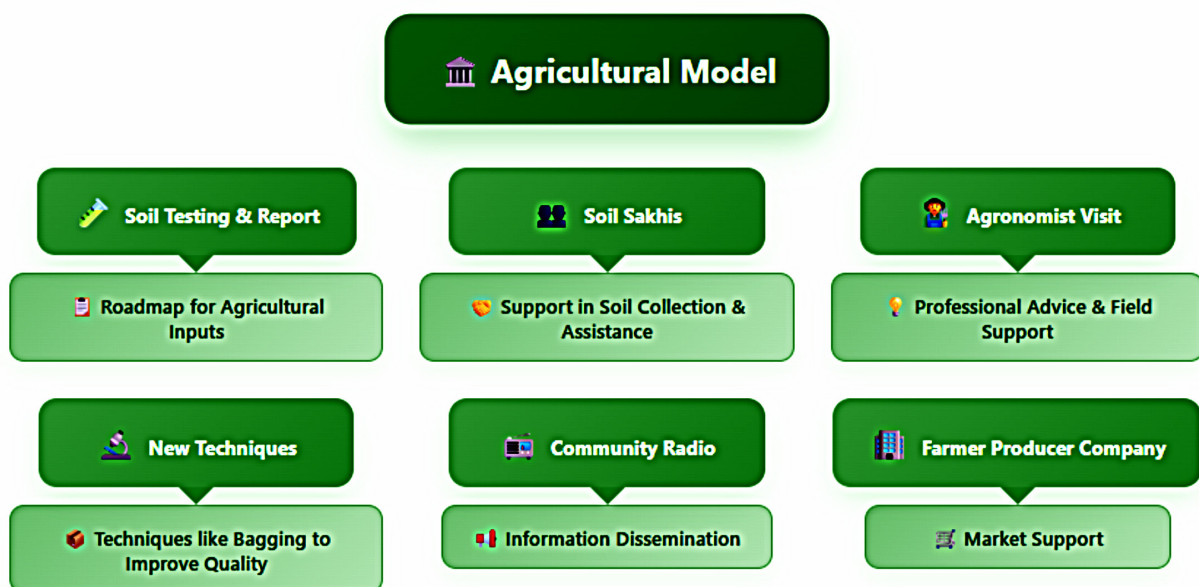 Agricultural Model
Soil Testing & Report
Soil Sakhis
Agronomist Visit
Roadmap for Agricultural
Inputs
Support in Soil Collection &
Assistance
Professional Advice & Field
Support
New Techniques
Community Radio
Farmer Producer Company
Techniques like Bagging to
Improve Quality
Information Dissemination
Market Support